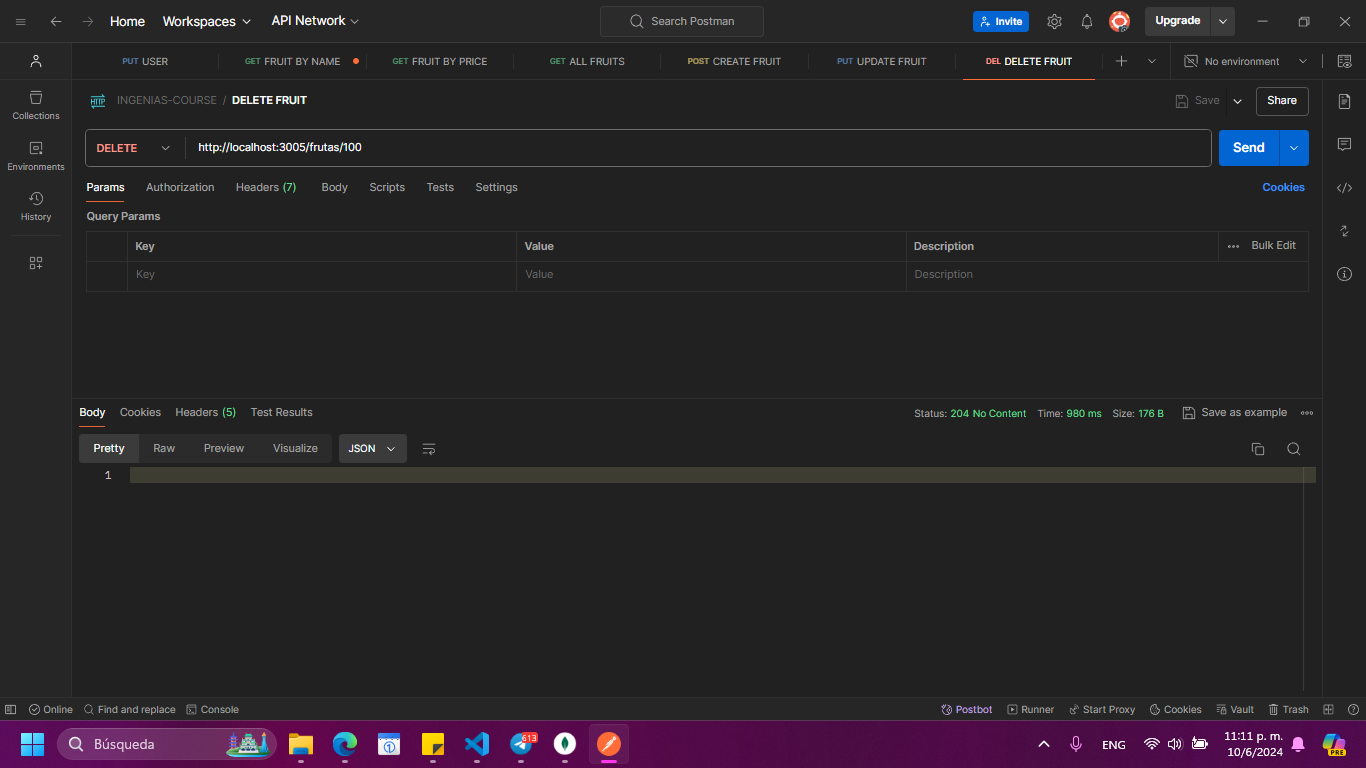 Home Workspaces API Network Search Postman Invite Upgrade
PUT USER GET FRUIT BY NAME GET FRUIT BY PRICE GET ALL FRUITS POST CREATE FRUIT PUT UPDATE FRUIT DEL DELETE FRUIT No environment
HTTP INGENIAS-COURSE / DELETE FRUIT Save Share
Collections
DELETE http://localhost:3005/frutas/100 Send
Environments
Params Authorization Headers (7) Body Scripts Tests Settings Cookies
History
Query Params
Key Value Description Bulk Edit
Key Value Description
Body Cookies Headers (5) Test Results Status: 204 No Content Time: 980 ms Size: 176 B Save as example
Pretty Raw Preview Visualize JSON
1
Online Find and replace Console Postbot Runner Start Proxy Cookies Vault Trash
Búsqueda 1 613 ENG 11:11 p. m. PRE
10/6/2024